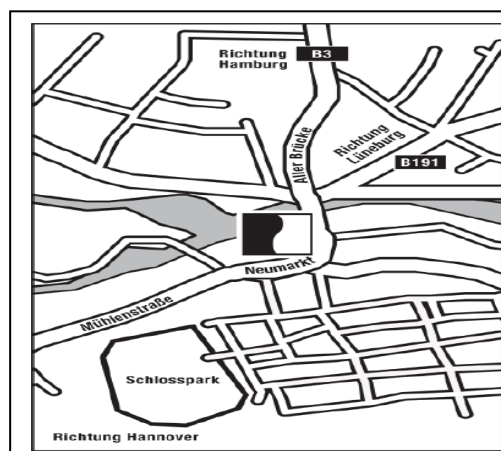 Richtung
Hamburg
B3
Aller Brücke
Richtung
Lüneburg
B191
Neumarkt
Mühlenstraße
Schlosspark
Richtung Hannover